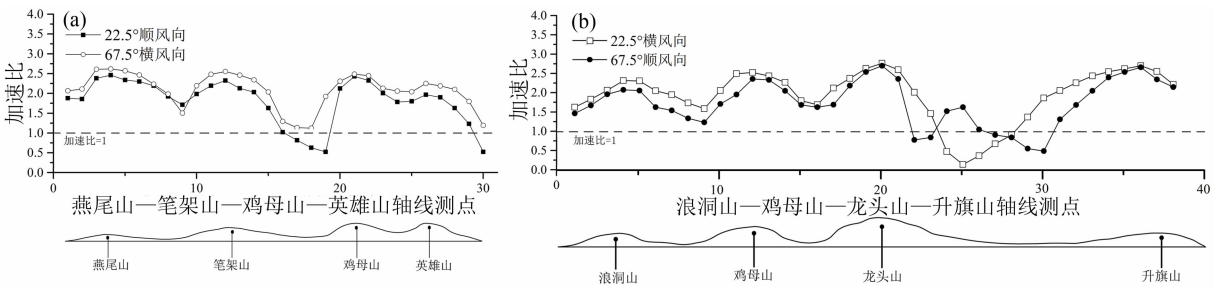 (a)
22.5°顺风向
67.5°横风向
加速比
4.0
3.5
3.0
2.5
2.0
1.5
1.0
0.5
0.0
加速比=1
0 10 20 30
燕尾山—笔架山—鸡母山—英雄山轴线测点
燕尾山 笔架山 鸡母山 英雄山
(b)
22.5°横风向
67.5°顺风向
加速比
4.0
3.5
3.0
2.5
2.0
1.5
1.0
0.5
0.0
加速比=1
0 10 20 30 40
浪洞山—鸡母山—龙头山—升旗山轴线测点
浪洞山 鸡母山 龙头山 升旗山